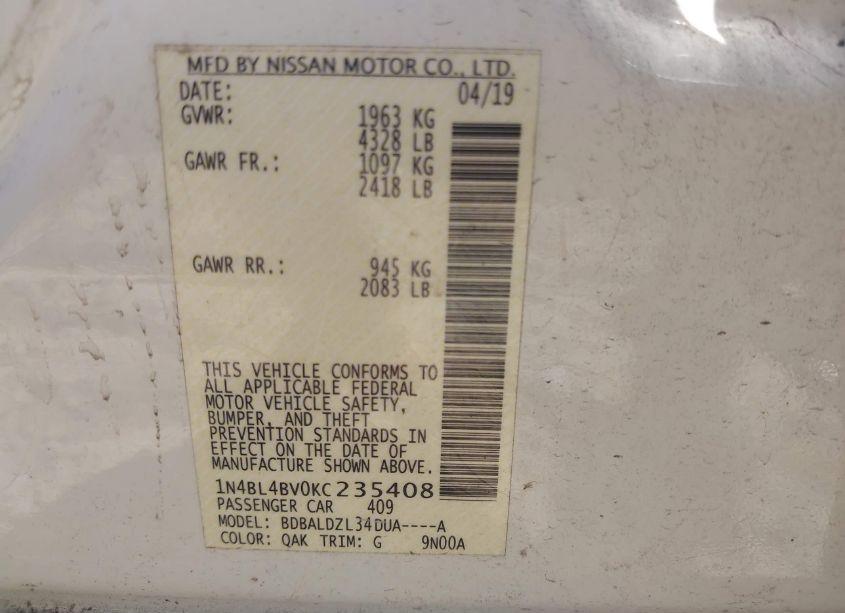 MFD BY NISSAN MOTOR CO., LTD.
DATE: 04/19
GVWR: 1963 KG
4328 LB
GAWR FR.: 1097 KG
2418 LB
GAWR RR.: 945 KG
2083 LB
THIS VEHICLE CONFORMS TO
ALL APPLICABLE FEDERAL
MOTOR VEHICLE SAFETY,
BUMPER, AND THEFT
PREVENTION STANDARDS IN
EFFECT ON THE DATE OF
MANUFACTURE SHOWN ABOVE.
1N4BL4BV0KC235408
PASSENGER CAR 409
MODEL: BDBALDZL34DUA----A
COLOR: QAK TRIM: G 9N00A